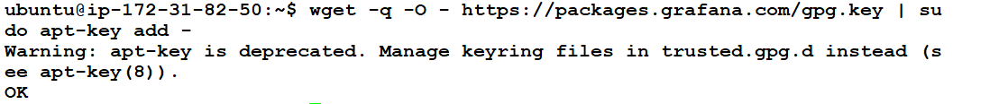 ubuntu@ip-172-31-82-50:~$ wget -q -O - https://packages.grafana.com/gpg.key | su
do apt-key add -
Warning: apt-key is deprecated. Manage keyring files in trusted.gpg.d instead (s
ee apt-key(8)).
OK